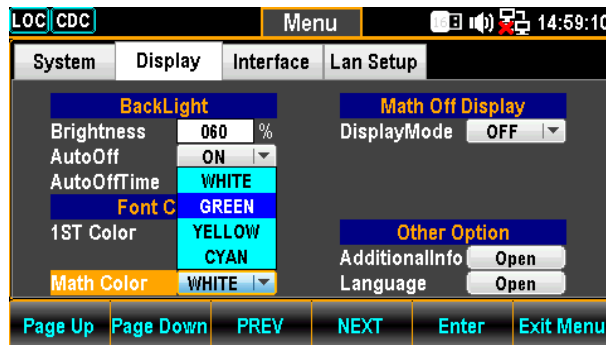 LOC CDC Menu 16 14:59:10
System Display Interface Lan Setup
BackLight Math Off Display
Brightness 060 % DisplayMode OFF
AutoOff ON
AutoOffTime WHITE
Font C GREEN
1ST Color YELLOW Other Option
CYAN AdditionalInfo Open
Math Color WHITE Language Open
Page Up Page Down PREV NEXT Enter Exit Menu